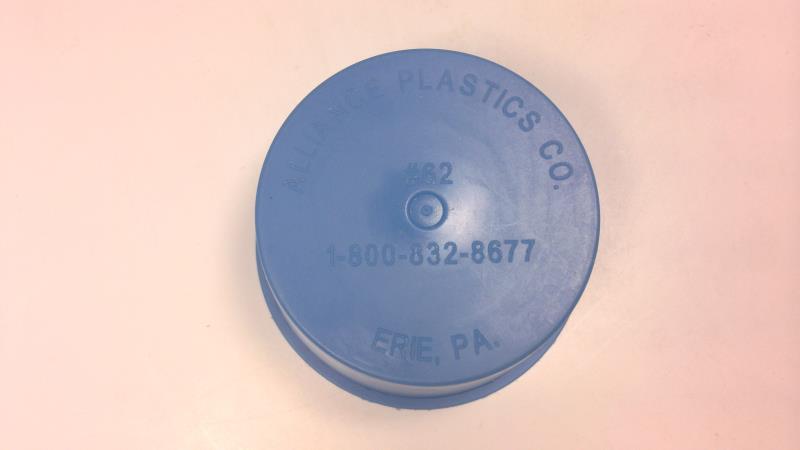 ALLIANCE PLASTICS CO.
#62
1-800-832-8677
ERIE, PA.